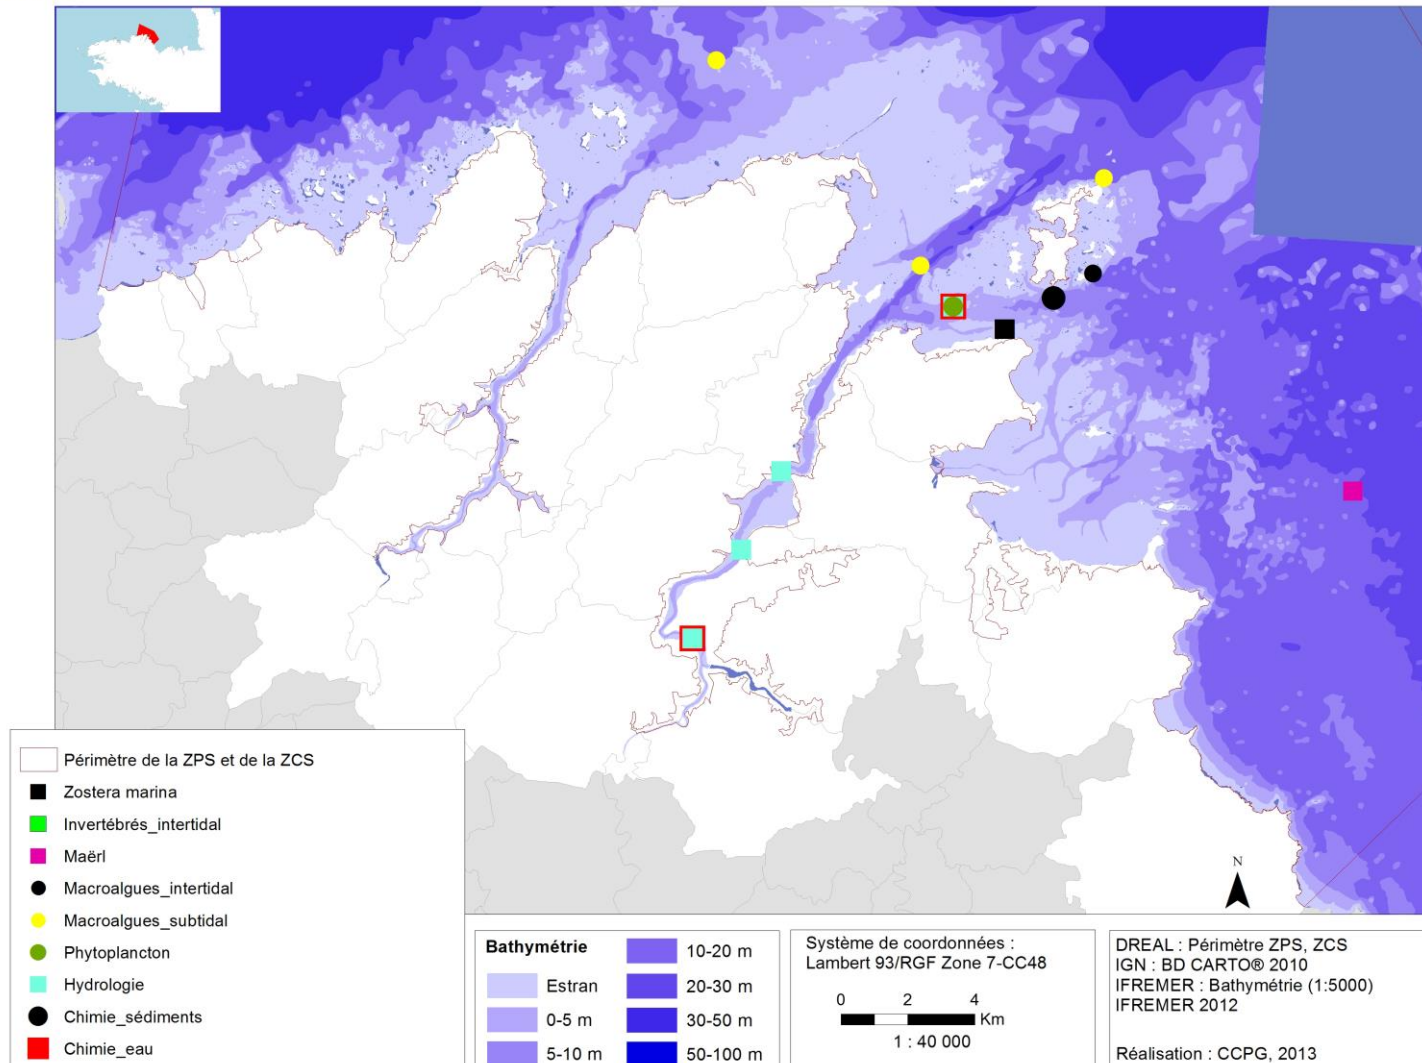 Périmètre de la ZPS et de la ZCS
Zostera marina
Invertébrés_intertidal
Maërl
Macroalgues_intertidal
Macroalgues_subtidal
Phytoplancton
Hydrologie
Chimie_sédiments
Chimie_eau
Bathymétrie
Estran
0-5 m
5-10 m
10-20 m
20-30 m
30-50 m
50-100 m
Système de coordonnées :
Lambert 93/RGF Zone 7-CC48
0 2 4
Km
1 : 40 000
N
DREAL : Périmètre ZPS, ZCS
IGN : BD CARTO® 2010
IFREMER : Bathymétrie (1:5000)
IFREMER 2012
Réalisation : CCPG, 2013